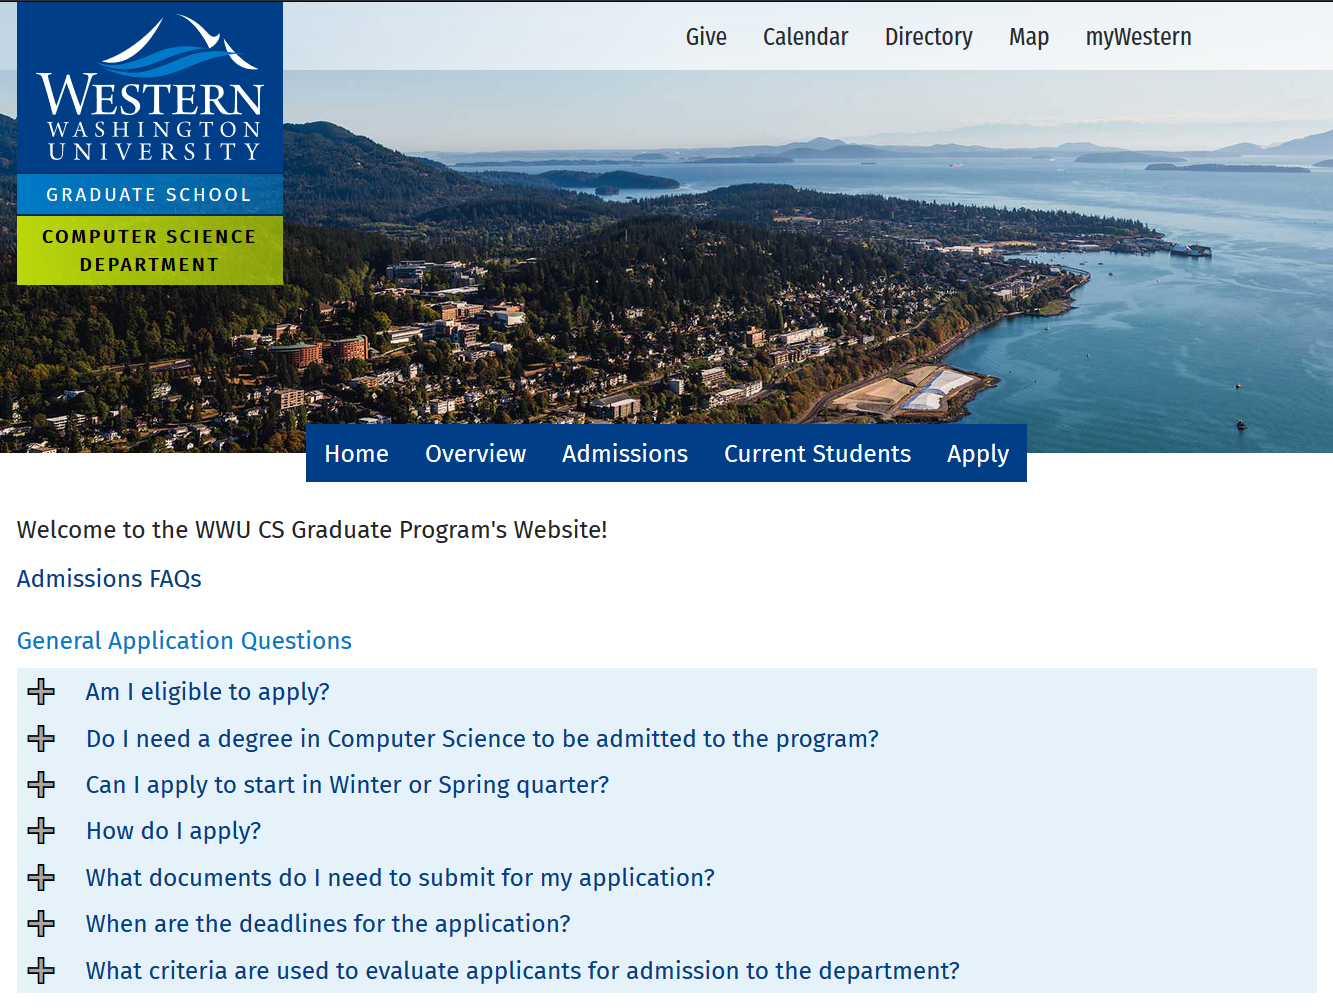 Give Calendar Directory Map myWestern
WESTERN
WASHINGTON
UNIVERSITY
GRADUATE SCHOOL
COMPUTER SCIENCE
DEPARTMENT
Home Overview Admissions Current Students Apply
Welcome to the WWU CS Graduate Program's Website!
Admissions FAQs
General Application Questions
Am I eligible to apply?
Do I need a degree in Computer Science to be admitted to the program?
Can I apply to start in Winter or Spring quarter?
How do I apply?
What documents do I need to submit for my application?
When are the deadlines for the application?
What criteria are used to evaluate applicants for admission to the department?